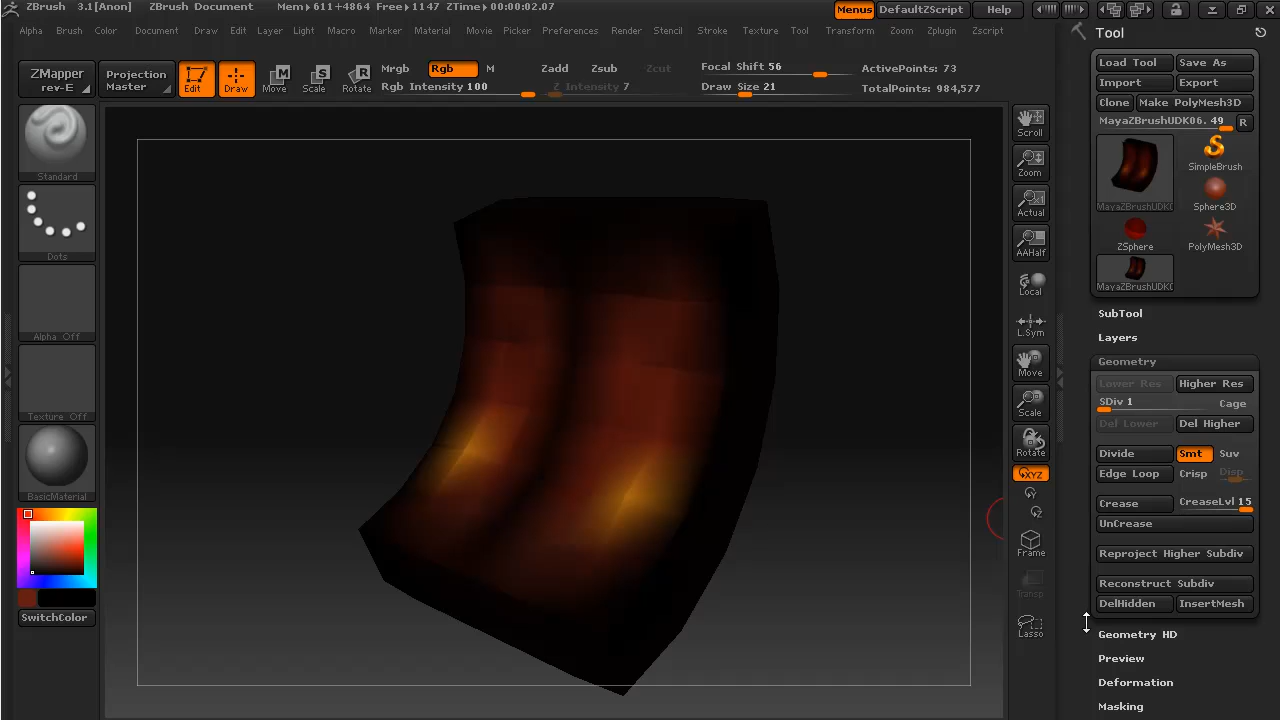 ZBrush 3.1[Anon] ZBrush Document Mem▸611+4864 Free▸1147 ZTime▸00:00:02.07 Menus DefaultZScript Help
Alpha Brush Color Document Draw Edit Layer Light Macro Marker Material Movie Picker Preferences Render Stencil Stroke Texture Tool Transform Zoom Zplugin Zscript
ZMapper
rev-E
Projection
Master
Edit
Draw
Move
Scale
Rotate
Mrgb Rgb M Zadd Zsub Zcut
Rgb Intensity 100 Z Intensity 7
Focal Shift 56
Draw Size 21
ActivePoints: 73
TotalPoints: 984,577
Standard
Dots
Alpha Off
Texture Off
BasicMaterial
SwitchColor
Scroll
Zoom
Actual
AAHalf
Local
L.Sym
Move
Scale
Rotate
XYZ
Y
Z
Frame
Transp
Lasso
Tool
Load Tool Save As
Import Export
Clone Make PolyMesh3D
MayaZBrushUDK06. 49 R
MayaZBrushUDK0
SimpleBrush
Sphere3D
ZSphere
PolyMesh3D
MayaZBrushUDK0
SubTool
Layers
Geometry
Lower Res Higher Res
SDiv 1 Cage
Del Lower Del Higher
Divide Smt Suv
Edge Loop Crisp Disp
Crease CreaseLvl 15
UnCrease
Reproject Higher Subdiv
Reconstruct Subdiv
DelHidden InsertMesh
Geometry HD
Preview
Deformation
Masking